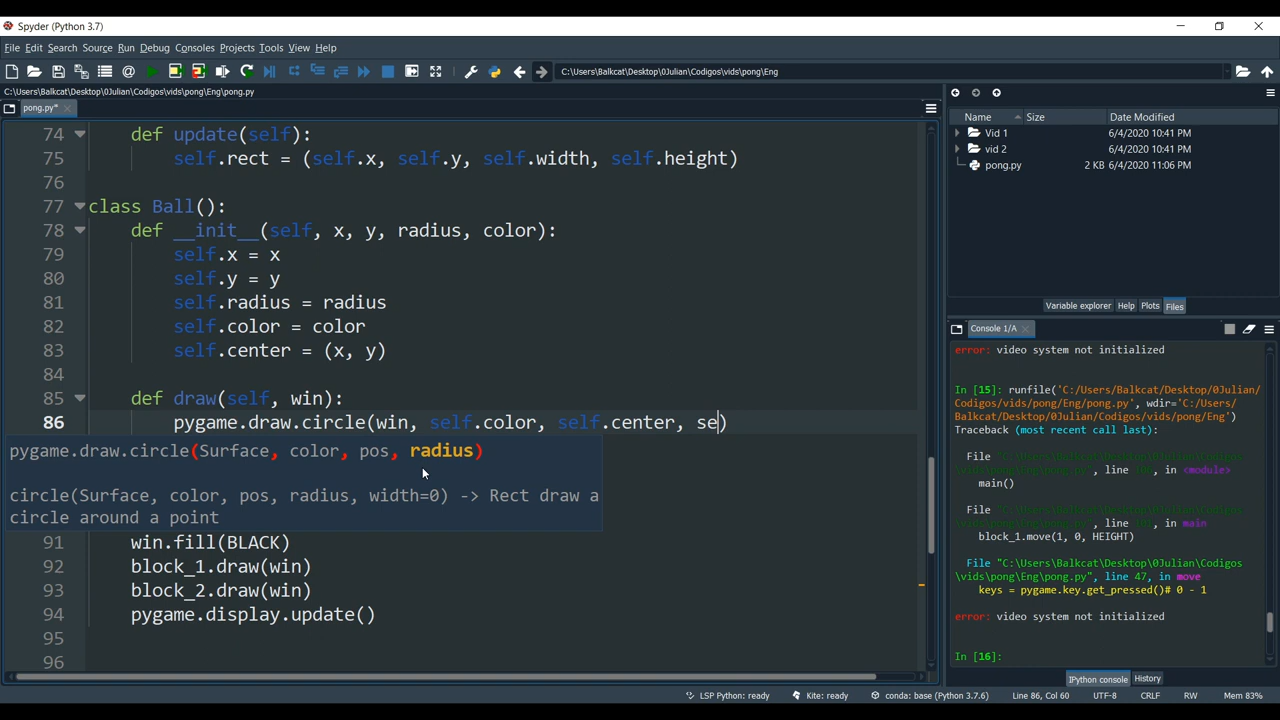 Spyder (Python 3.7)
File Edit Search Source Run Debug Consoles Projects Tools View Help
C:\Users\Balkcat\Desktop\0Julian\Codigos\vids\pong\Eng
C:\Users\Balkcat\Desktop\0Julian\Codigos\vids\pong\Eng\pong.py
pong.py*
74 def update(self):
75 self.rect = (self.x, self.y, self.width, self.height)
76
77 class Ball():
78 def __init__(self, x, y, radius, color):
79 self.x = x
80 self.y = y
81 self.radius = radius
82 self.color = color
83 self.center = (x, y)
84
85 def draw(self, win):
86 pygame.draw.circle(win, self.color, self.center, se)
pygame.draw.circle(Surface, color, pos, radius)
circle(Surface, color, pos, radius, width=0) -> Rect draw a
circle around a point
91 win.fill(BLACK)
92 block_1.draw(win)
93 block_2.draw(win)
94 pygame.display.update()
95
96
Name Size Date Modified
Vid 1 6/4/2020 10:41 PM
vid 2 6/4/2020 10:41 PM
pong.py 2 KB 6/4/2020 11:06 PM
Variable explorer Help Plots Files
Console 1/A
error: video system not initialized
In [15]: runfile('C:/Users/Balkcat/Desktop/0Julian/
Codigos/vids/pong/Eng/pong.py', wdir='C:/Users/
Balkcat/Desktop/0Julian/Codigos/vids/pong/Eng')
Traceback (most recent call last):
File
line
main()
File
line in main
block_1.move(1, 0, HEIGHT)
File "C:\Users\Balkcat\Desktop\0Julian\Codigos
\vids\pong\Eng\pong.py", line 47, in move
keys = pygame.key.get_pressed()# 0 - 1
error: video system not initialized
In [16]:
IPython console History
LSP Python: ready Kite: ready conda: base (Python 3.7.6) Line 86, Col 60 UTF-8 CRLF RW Mem 83%